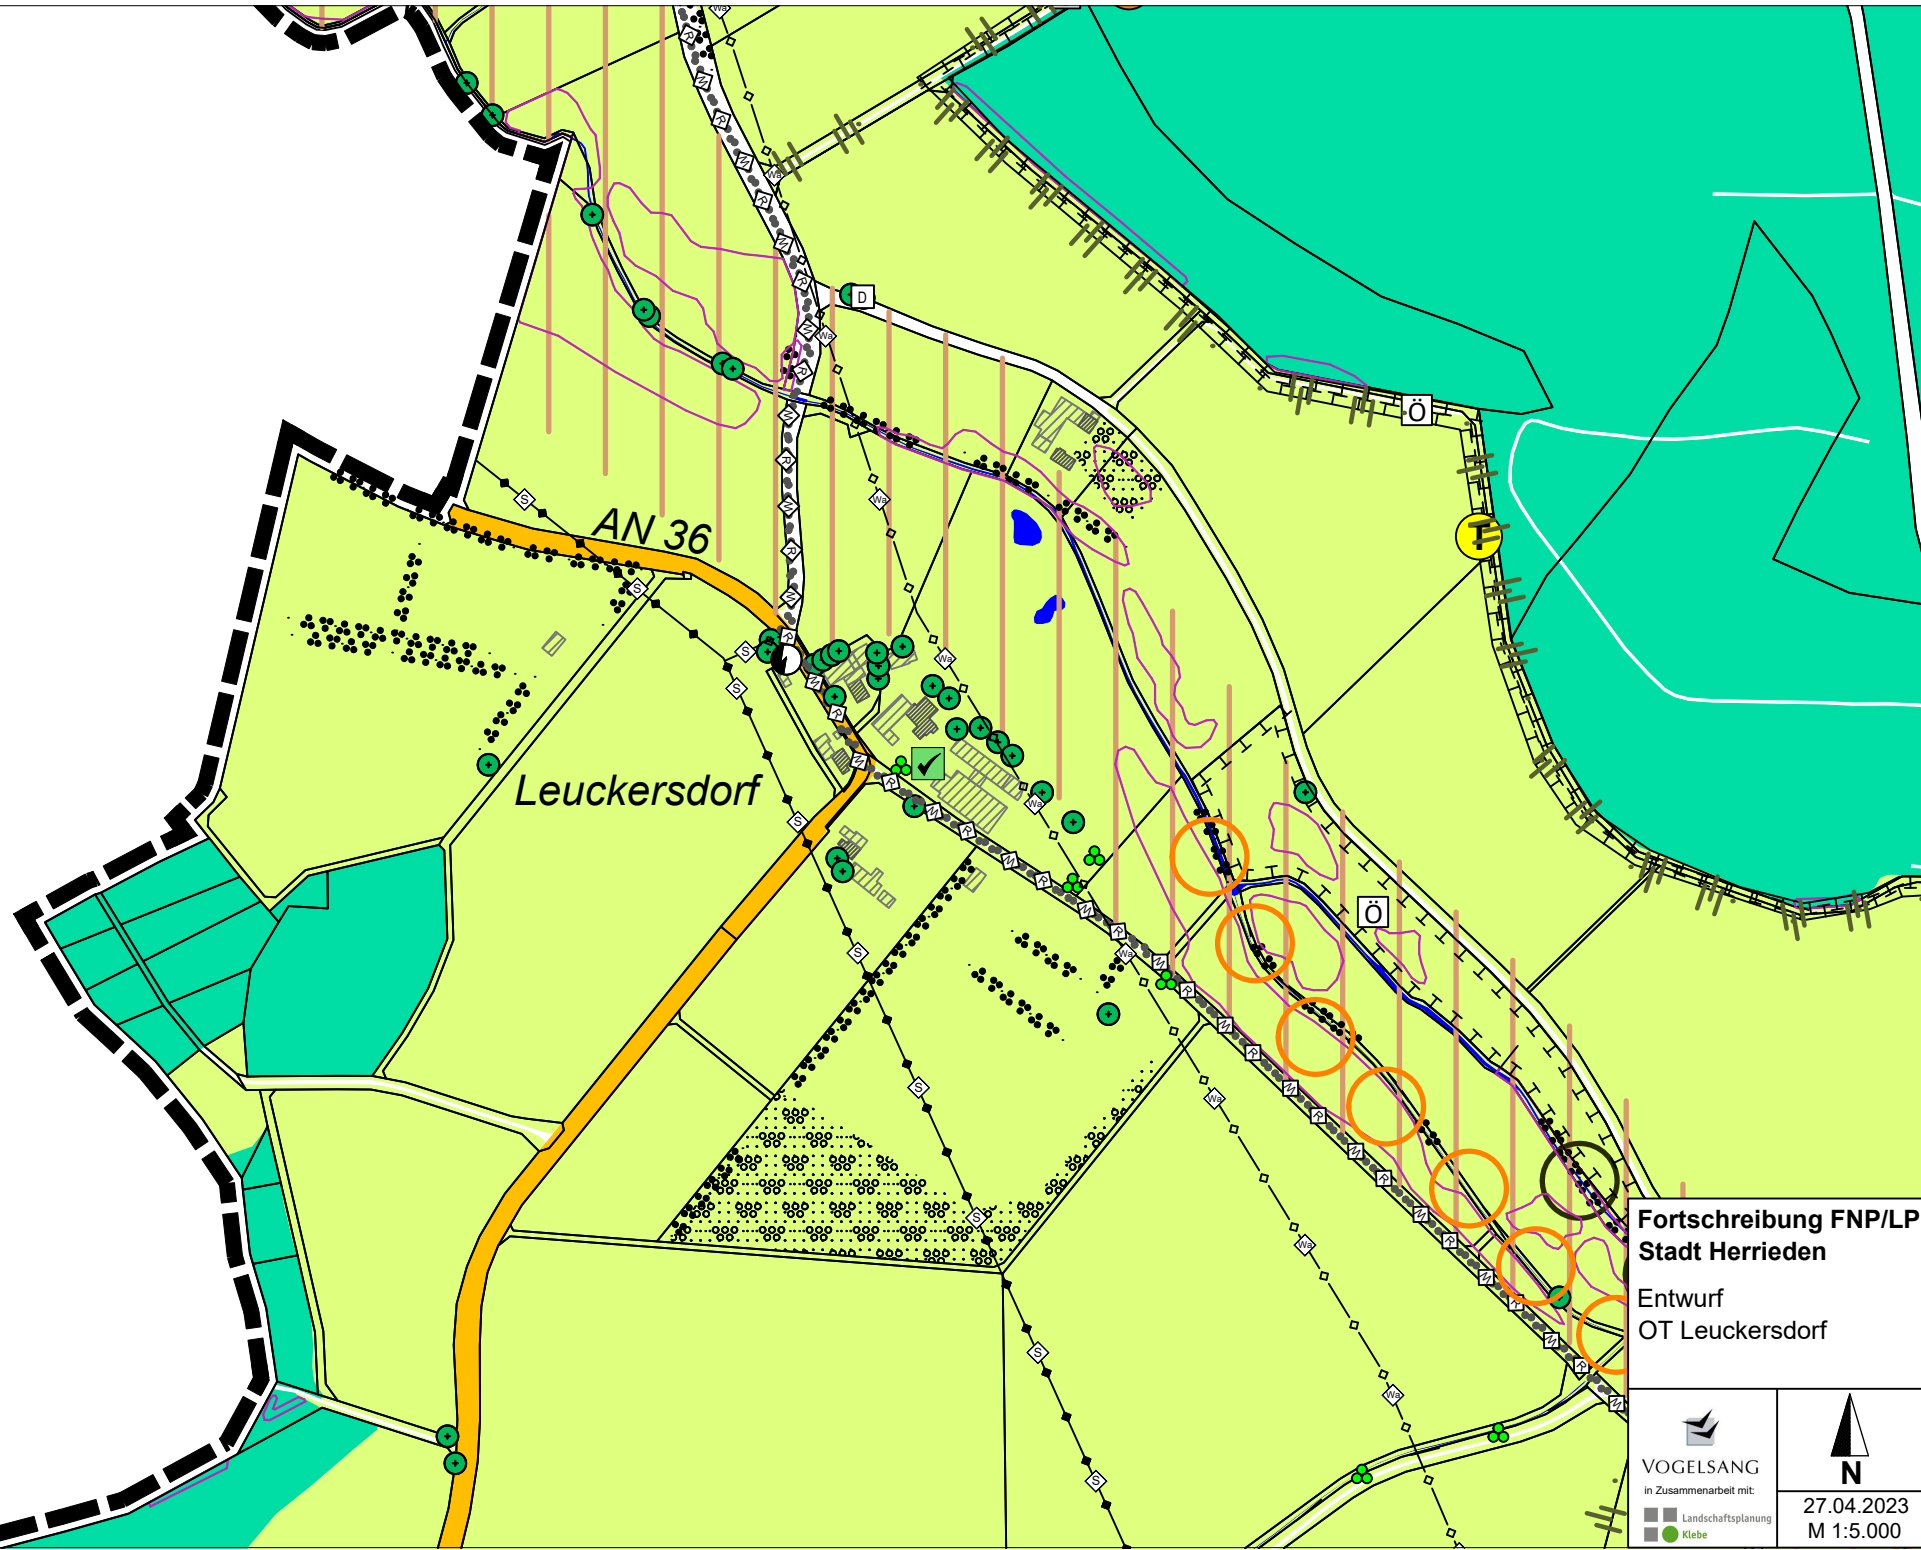 AN 36
Leuckersdorf
D
Ö
T
Ö
Fortschreibung FNP/LP
Stadt Herrieden
Entwurf
OT Leuckersdorf
VOGELSANG
in Zusammenarbeit mit:
Landschaftsplanung
Klebe
N
27.04.2023
M 1:5.000